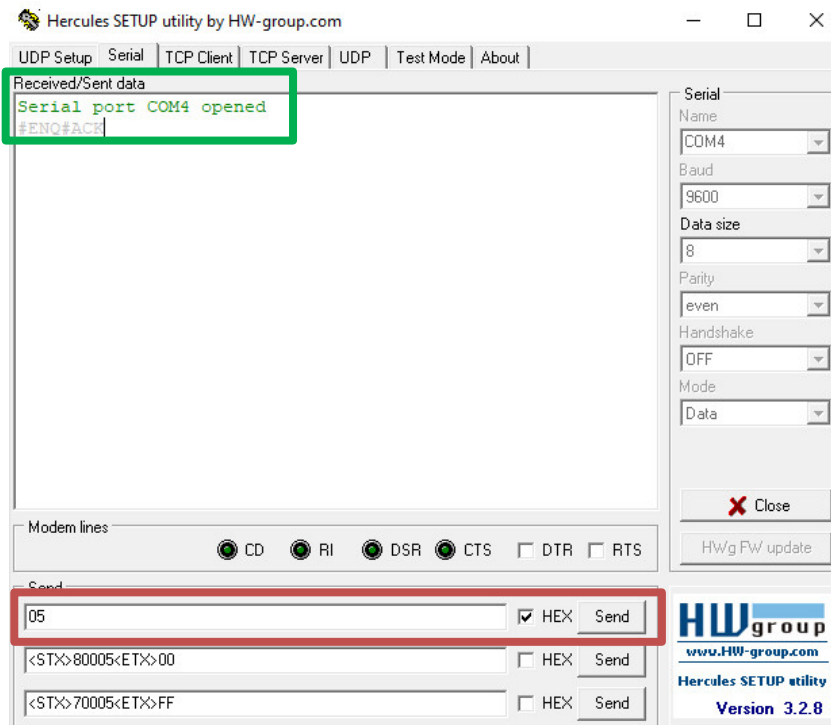 Hercules SETUP utility by HW-group.com
UDP Setup Serial TCP Client TCP Server UDP Test Mode About
Received/Sent data
Serial port COM4 opened
#ENQ#ACK
Serial
Name
COM4
Baud
9600
Data size
8
Parity
even
Handshake
OFF
Mode
Data
Close
HWg FW update
Modem lines
CD RI DSR CTS DTR RTS
Send
05 HEX Send
<STX>80005<ETX>00 HEX Send
<STX>70005<ETX>FF HEX Send
HWgroup
www.HW-group.com
Hercules SETUP utility
Version 3.2.8